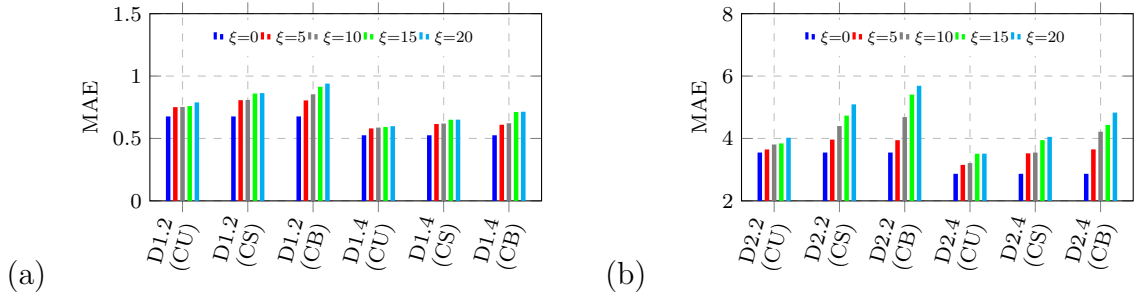 (a)
MAE
1.5
1
0.5
0
ξ=0 ξ=5 ξ=10 ξ=15 ξ=20
D1.2 (CU)
D1.2 (CS)
D1.2 (CB)
D1.4 (CU)
D1.4 (CS)
D1.4 (CB)
(b)
MAE
8
6
4
2
ξ=0 ξ=5 ξ=10 ξ=15 ξ=20
D2.2 (CU)
D2.2 (CS)
D2.2 (CB)
D2.4 (CU)
D2.4 (CS)
D2.4 (CB)